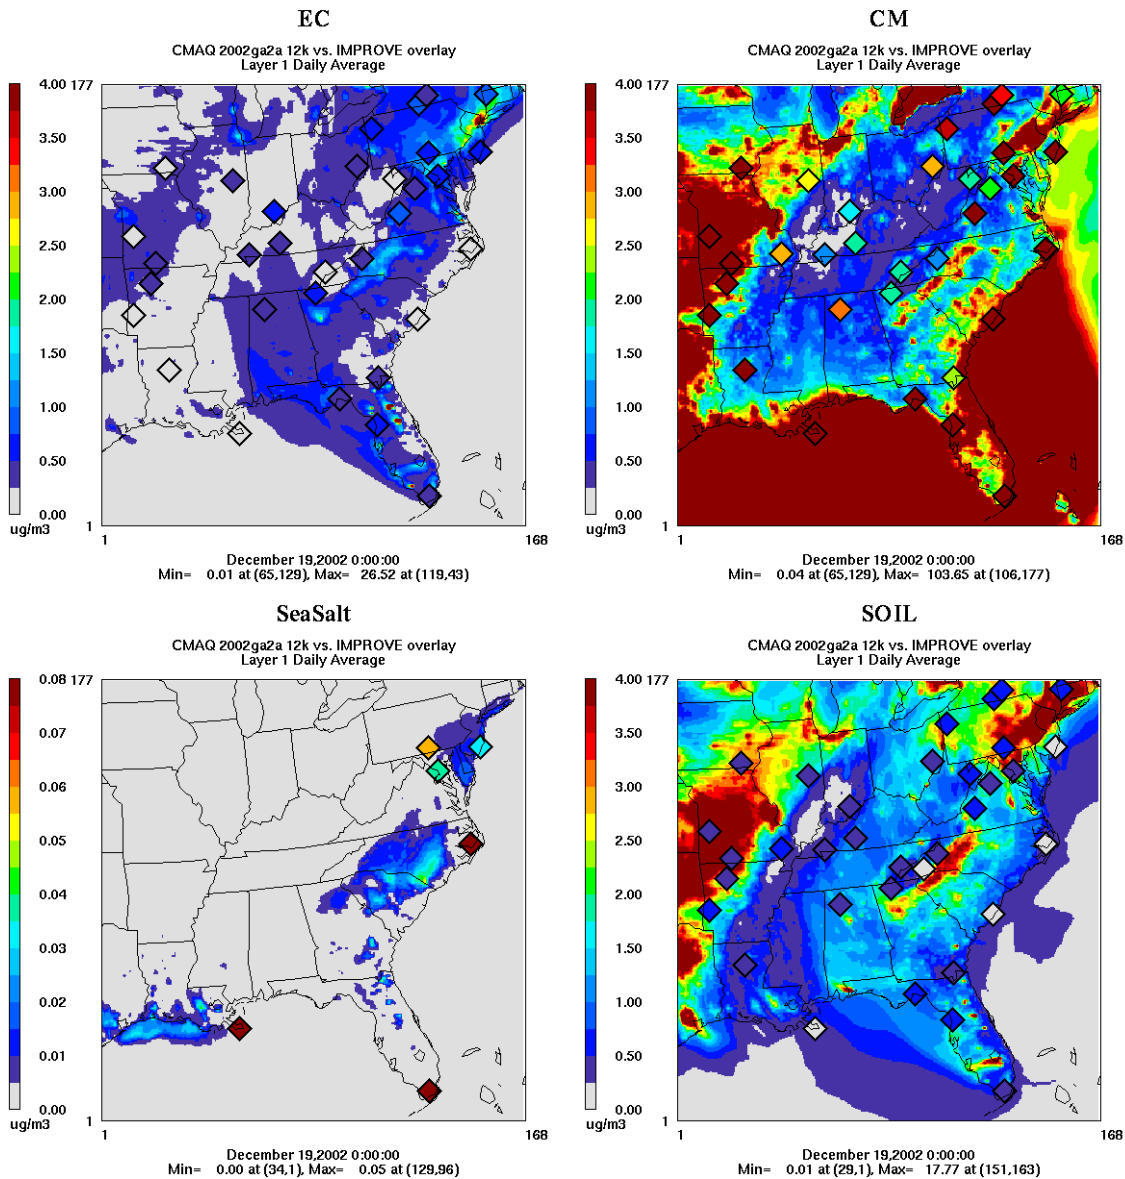 EC
CMAQ 2002ga2a 12k vs. IMPROVE overlay
Layer 1 Daily Average
4.00
3.50
3.00
2.50
2.00
1.50
1.00
0.50
0.00
ug/m3
177
1
1
168
December 19,2002 0:00:00
Min= 0.01 at (65,129), Max= 26.52 at (119,43)
CM
CMAQ 2002ga2a 12k vs. IMPROVE overlay
Layer 1 Daily Average
4.00
3.50
3.00
2.50
2.00
1.50
1.00
0.50
0.00
ug/m3
177
1
1
168
December 19,2002 0:00:00
Min= 0.04 at (65,129), Max= 103.65 at (106,177)
SeaSalt
CMAQ 2002ga2a 12k vs. IMPROVE overlay
Layer 1 Daily Average
0.08
0.07
0.06
0.05
0.04
0.03
0.02
0.01
0.00
ug/m3
177
1
1
168
December 19,2002 0:00:00
Min= 0.00 at (34,1), Max= 0.05 at (129,96)
SOIL
CMAQ 2002ga2a 12k vs. IMPROVE overlay
Layer 1 Daily Average
4.00
3.50
3.00
2.50
2.00
1.50
1.00
0.50
0.00
ug/m3
177
1
1
168
December 19,2002 0:00:00
Min= 0.01 at (29,1), Max= 17.77 at (151,163)